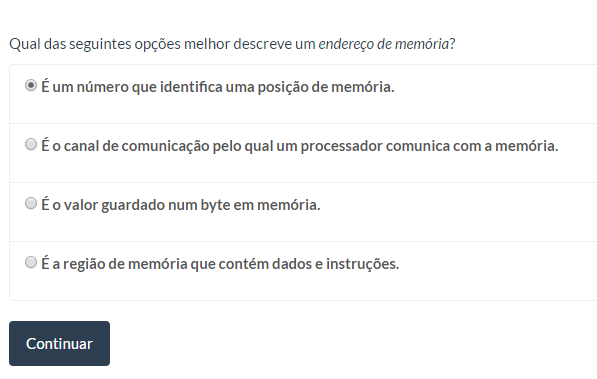 Qual das seguintes opções melhor descreve um endereço de memória?
É um número que identifica uma posição de memória.
É o canal de comunicação pelo qual um processador comunica com a memória.
É o valor guardado num byte em memória.
É a região de memória que contém dados e instruções.
Continuar